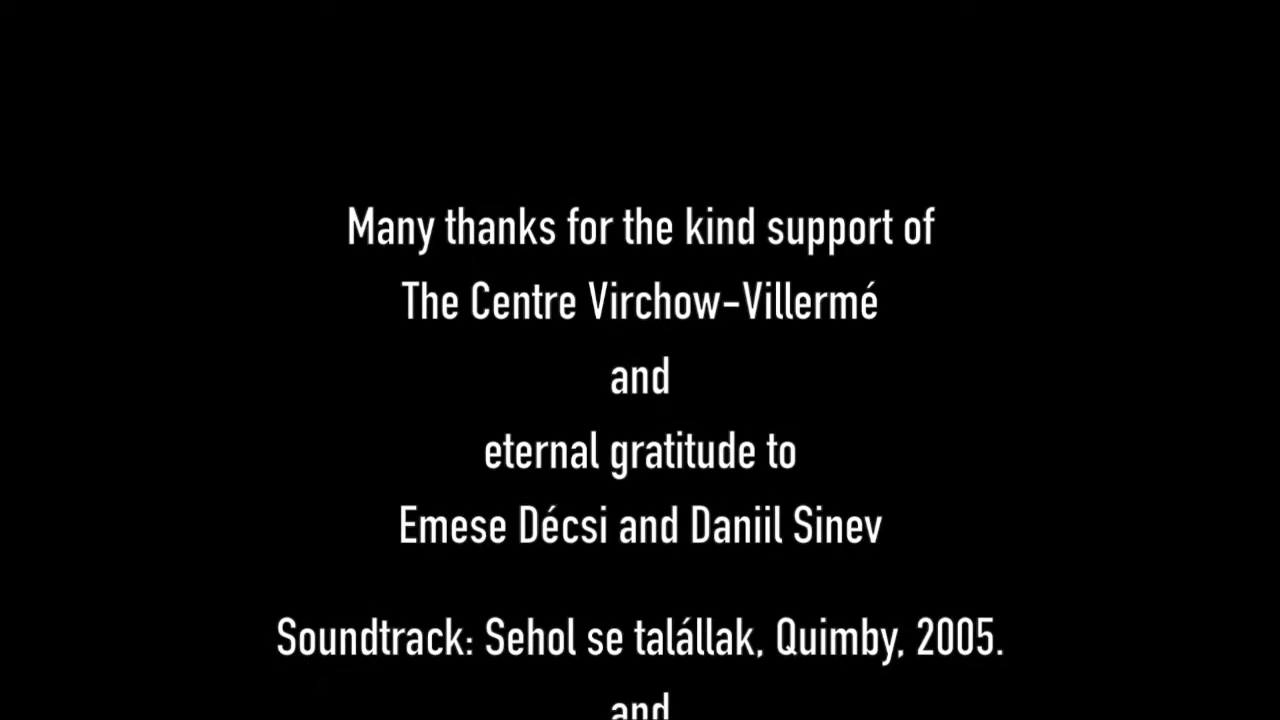 Many thanks for the kind support of
The Centre Virchow-Villermé
and
eternal gratitude to
Emese Décsi and Daniil Sinev
Soundtrack: Sehol se talállak, Quimby, 2005.
and